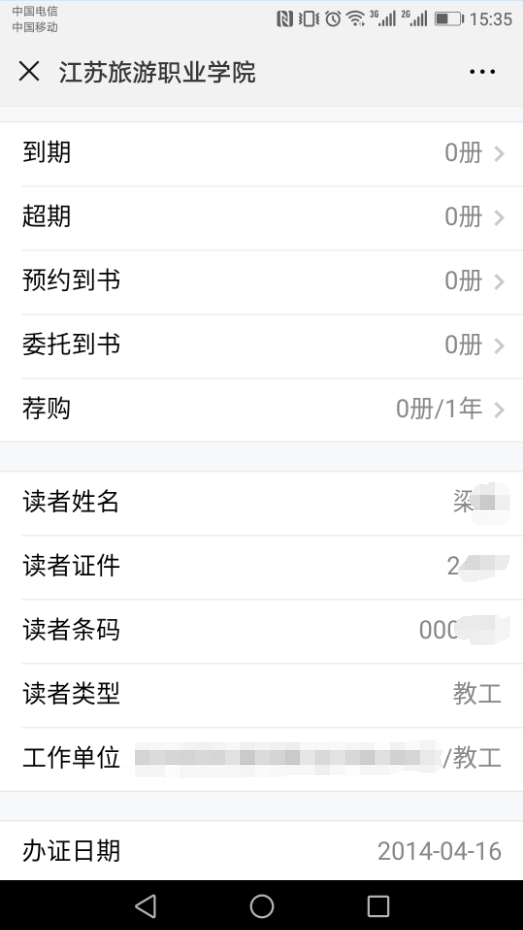 中国电信
中国移动
3G 2G 15:35
江苏旅游职业学院
到期 0册
超期 0册
预约到书 0册
委托到书 0册
荐购 0册/1年
读者姓名 梁
读者证件 2
读者条码 000
读者类型 教工
工作单位 /教工
办证日期 2014-04-16